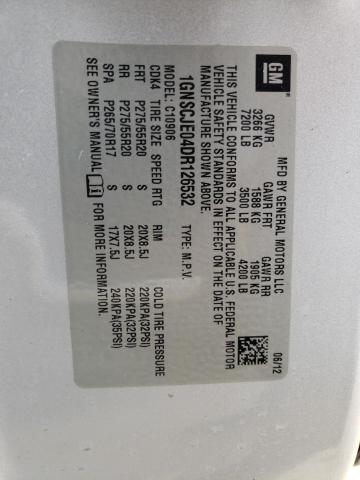 GM
MFD BY GENERAL MOTORS LLC 06/12
GVWR GAWR FRT GAWR RR
3266 KG 1588 KG 1905 KG
7200 LB 3500 LB 4200 LB
THIS VEHICLE CONFORMS TO ALL APPLICABLE U.S. FEDERAL MOTOR
VEHICLE SAFETY STANDARDS IN EFFECT ON THE DATE OF
MANUFACTURE SHOWN ABOVE.
1GNSCJE04DR126532 TYPE: M.P.V.
MODEL: C10906
CDK4 TIRE SIZE SPEED RTG RIM COLD TIRE PRESSURE
FRT P275/55R20 S 20X8.5J 220KPA(32PSI)
RR P275/55R20 S 20X8.5J 220KPA(32PSI)
SPA P265/70R17 S 17X7.5J 240KPA(35PSI)
SEE OWNER'S MANUAL FOR MORE INFORMATION.